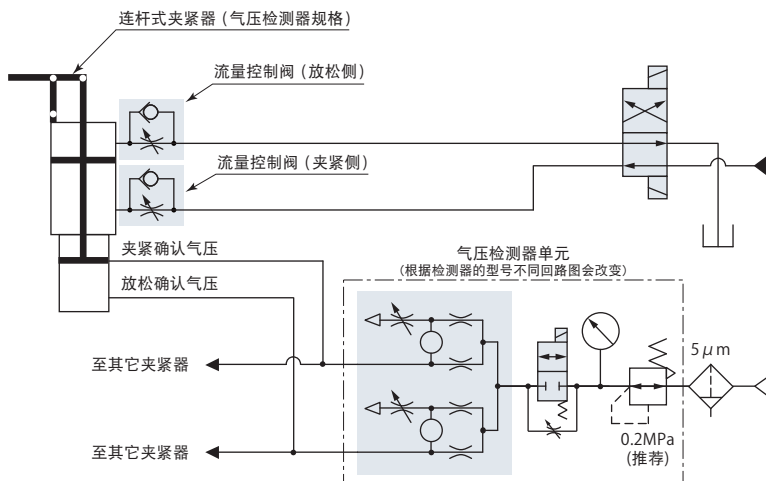 连杆式夹紧器（气压检测器规格）
流量控制阀（放松侧）
流量控制阀（夹紧侧）
夹紧确认气压
放松确认气压
气压检测器单元
（根据检测器的型号不同回路图会改变）
至其它夹紧器
5μm
0.2MPa
(推荐)
至其它夹紧器